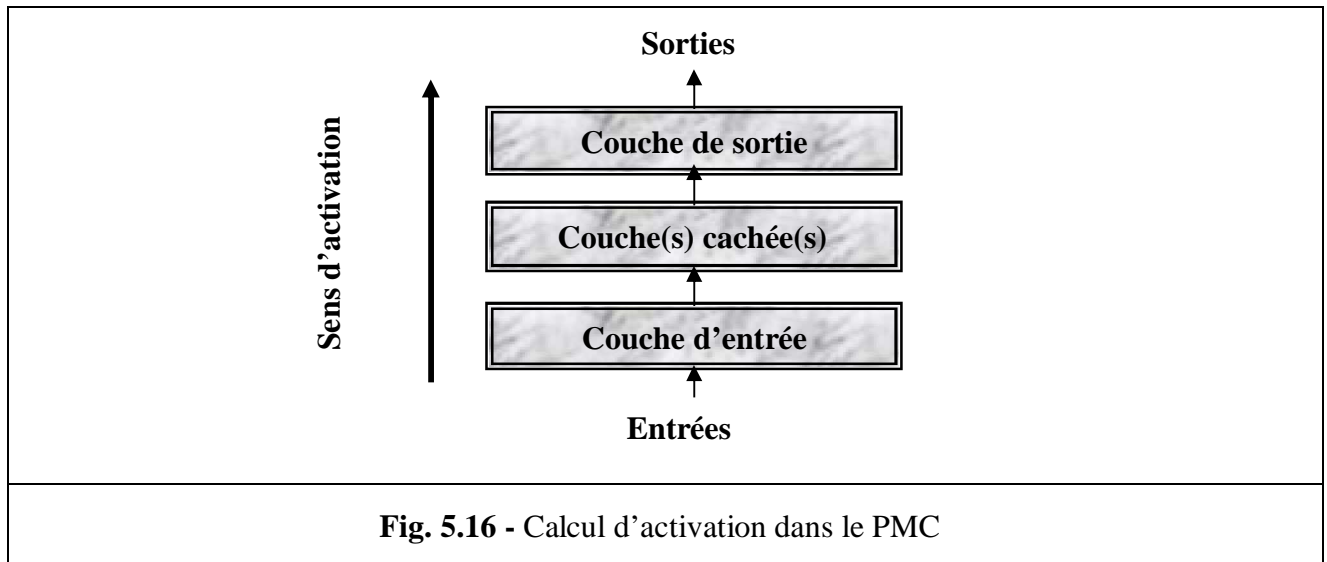 Sorties
Sens d’activation
Couche de sortie
Couche(s) cachée(s)
Couche d’entrée
Entrées
Fig. 5.16 - Calcul d’activation dans le PMC